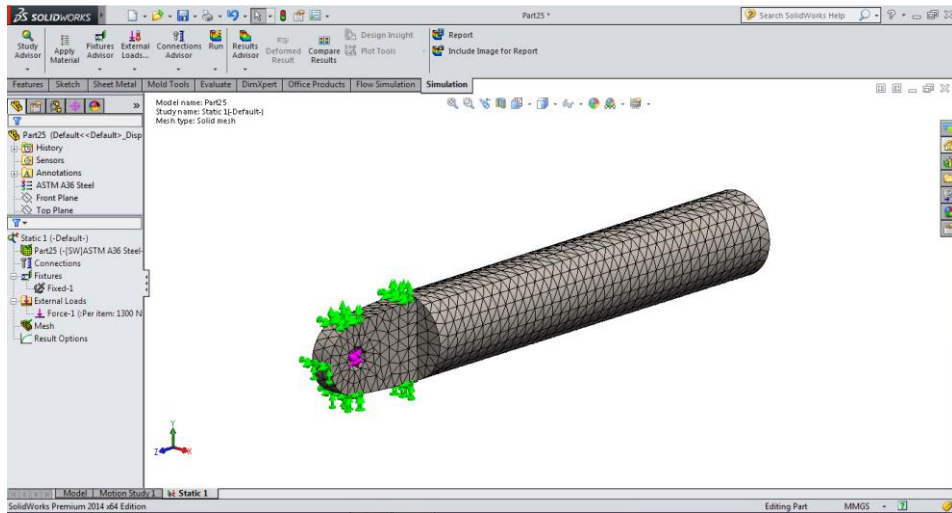 SOLIDWORKS
Part25 *
Search SolidWorks Help
Study Advisor
Apply Material
Fixtures Advisor
External Loads...
Connections Advisor
Run
Results Advisor
Deformed Result
Compare Results
Design Insight
Plot Tools
Report
Include Image for Report
Features Sketch Sheet Metal Mold Tools Evaluate DimXpert Office Products Flow Simulation Simulation
Model name: Part25
Study name: Static 1(-Default-)
Mesh type: Solid mesh
Part25 (Default<<Default>_Disp
History
Sensors
Annotations
ASTM A36 Steel
Front Plane
Top Plane
Static 1 (-Default-)
Part25 (-[SW]ASTM A36 Steel-
Connections
Fixtures
Fixed-1
External Loads
Force-1 (:Per item: 1300 N
Mesh
Result Options
Y
Z
X
Model Motion Study 1 Static 1
SolidWorks Premium 2014 x64 Edition
Editing Part
MMGS